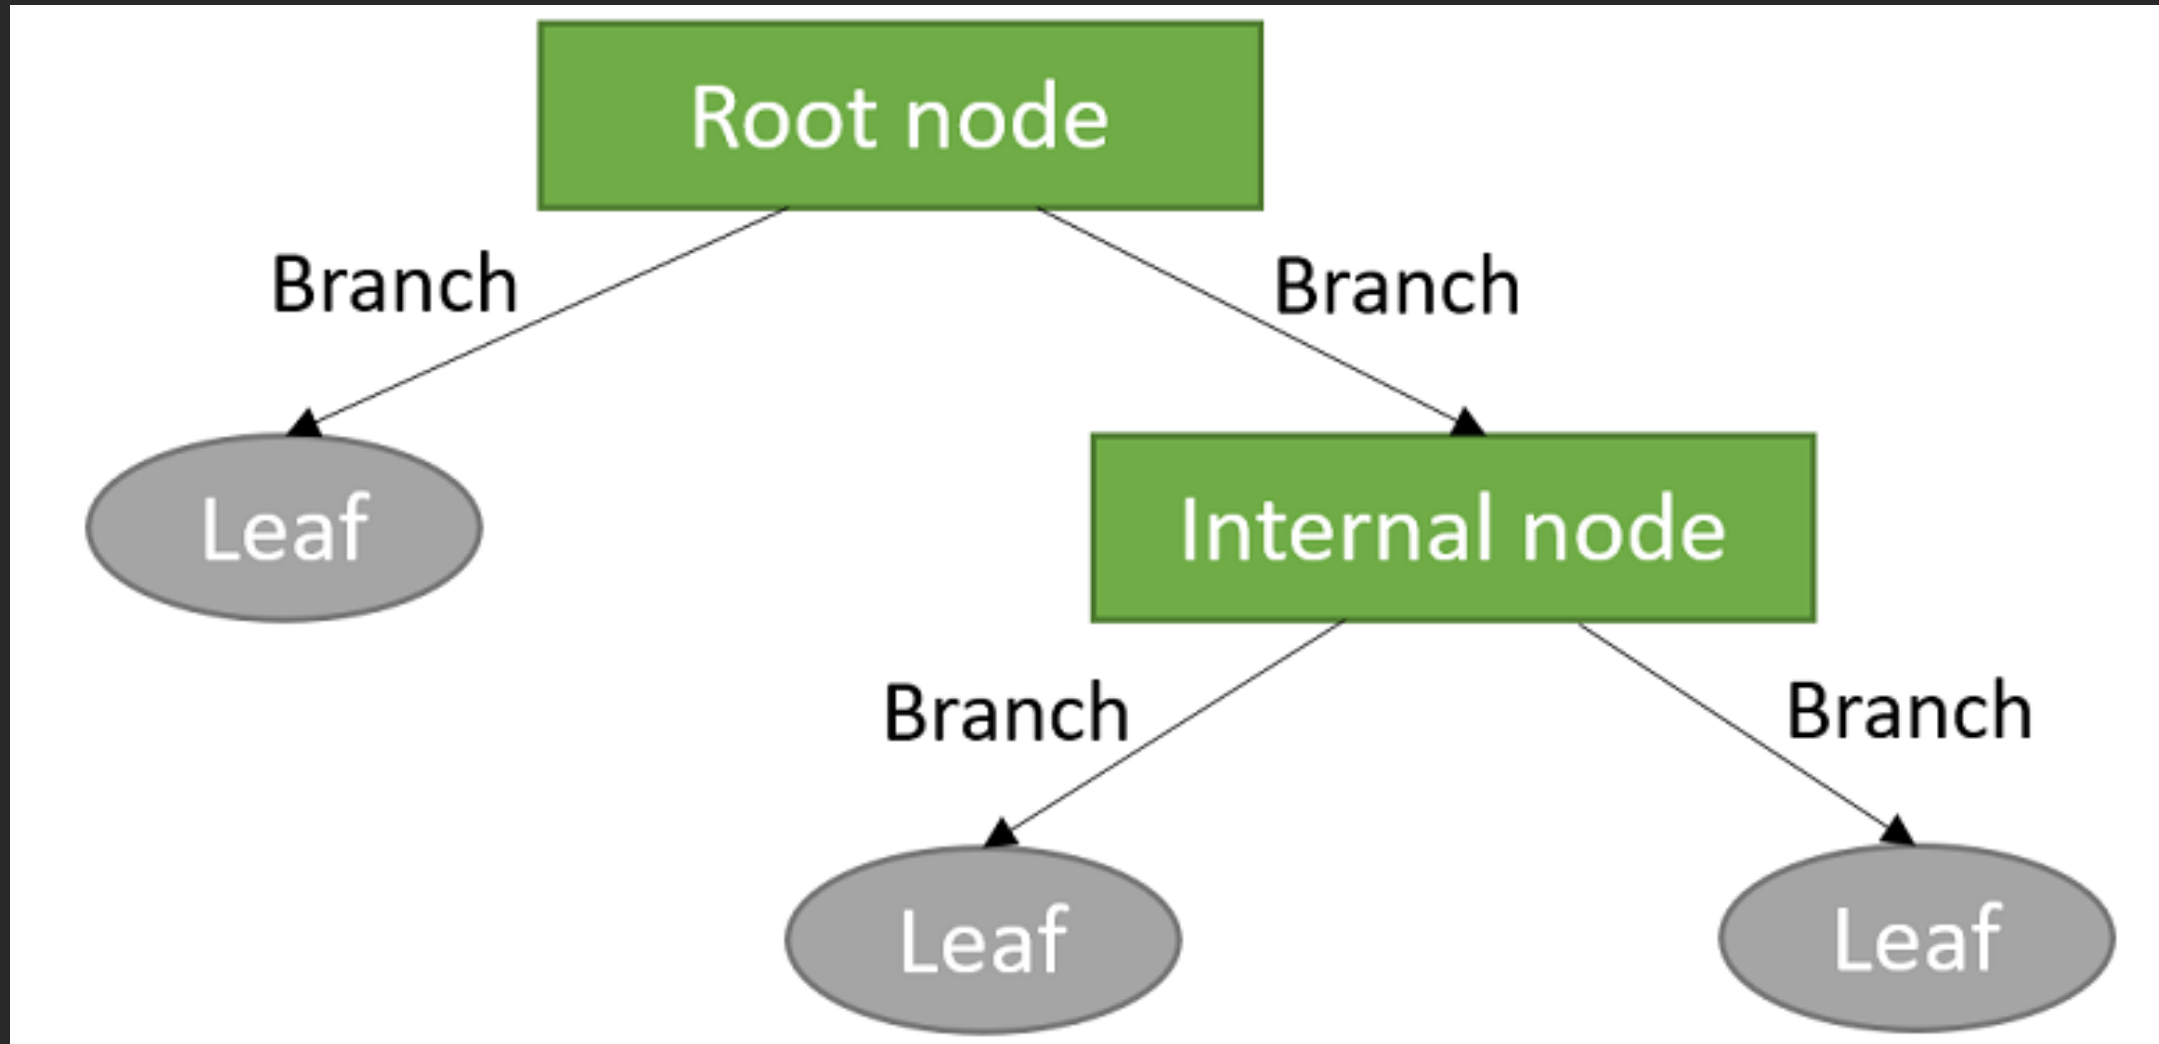 Root node
Branch
Branch
Leaf
Internal node
Branch
Branch
Leaf
Leaf